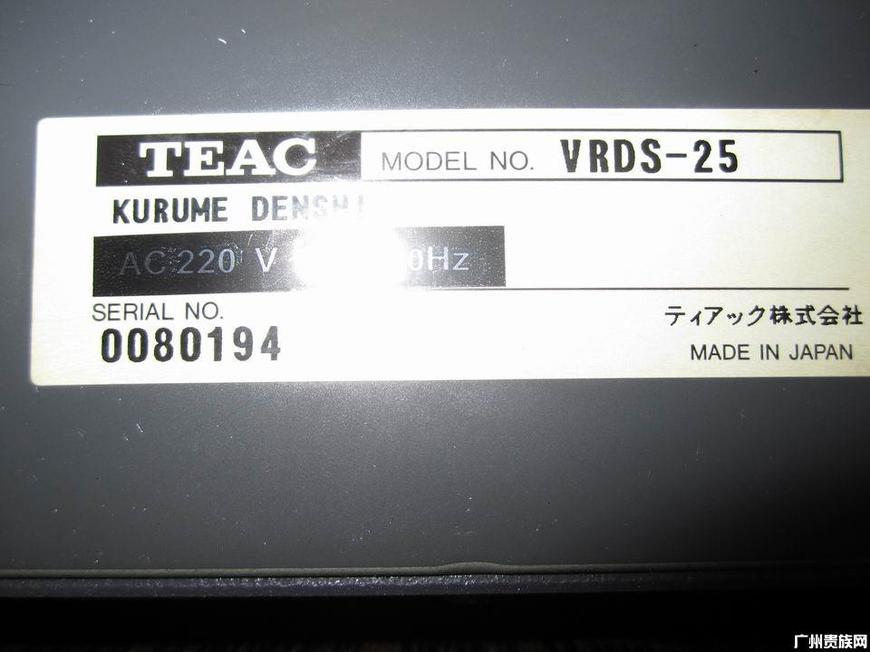 TEAC MODEL NO. VRDS-25
KURUME DENSHI
AC 220 V Hz
SERIAL NO.
0080194
ティアック株式会社
MADE IN JAPAN
广州贵族网